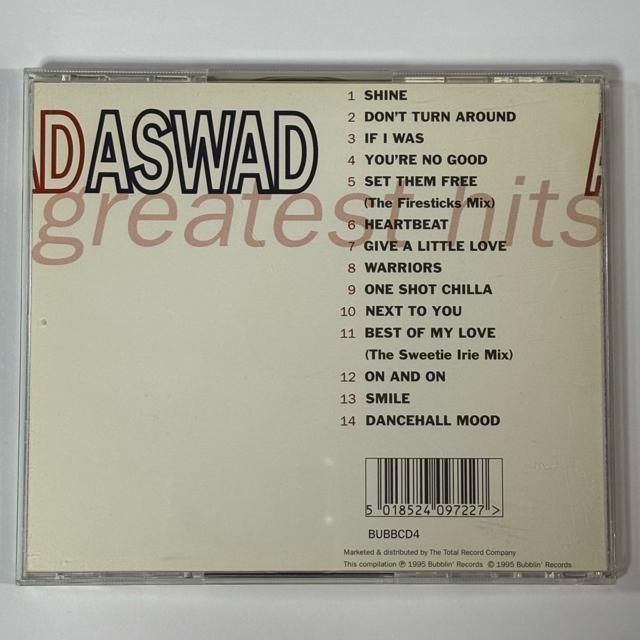 AD ASWAD A
greatest hits
1 SHINE
2 DON'T TURN AROUND
3 IF I WAS
4 YOU'RE NO GOOD
5 SET THEM FREE
(The Firesticks Mix)
6 HEARTBEAT
7 GIVE A LITTLE LOVE
8 WARRIORS
9 ONE SHOT CHILLA
10 NEXT TO YOU
11 BEST OF MY LOVE
(The Sweetie Irie Mix)
12 ON AND ON
13 SMILE
14 DANCEHALL MOOD
5 018524 097227 >
BUBBCD4
Marketed & distributed by The Total Record Company
This compilation ℗ 1995 Bubblin' Records © 1995 Bubblin' Records